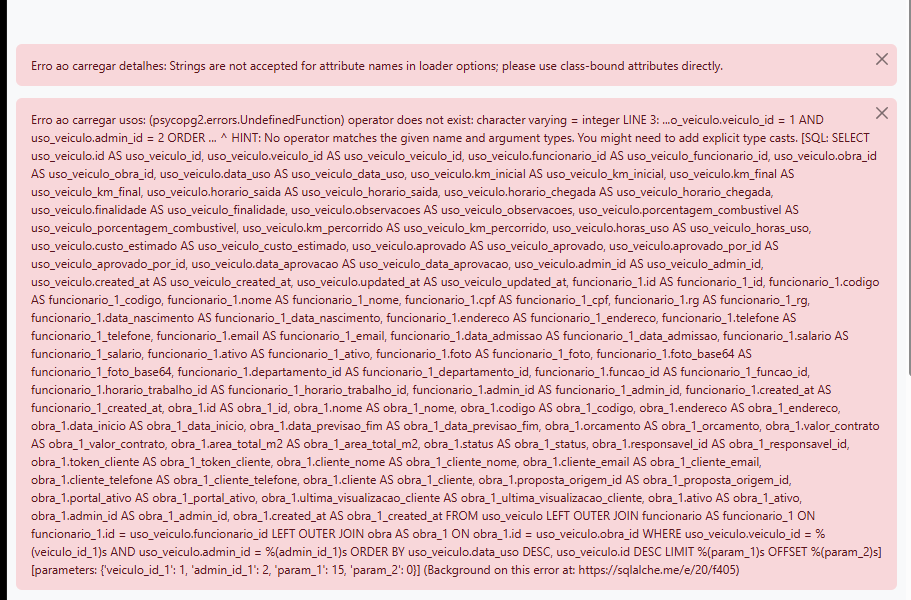 Erro ao carregar detalhes: Strings are not accepted for attribute names in loader options; please use class-bound attributes directly.
Erro ao carregar usos: (psycopg2.errors.UndefinedFunction) operator does not exist: character varying = integer LINE 3: ...o_veiculo.veiculo_id = 1 AND
uso_veiculo.admin_id = 2 ORDER ... ^ HINT: No operator matches the given name and argument types. You might need to add explicit type casts. [SQL: SELECT
uso_veiculo.id AS uso_veiculo_id, uso_veiculo.veiculo_id AS uso_veiculo_veiculo_id, uso_veiculo.funcionario_id AS uso_veiculo_funcionario_id, uso_veiculo.obra_id
AS uso_veiculo_obra_id, uso_veiculo.data_uso AS uso_veiculo_data_uso, uso_veiculo.km_inicial AS uso_veiculo_km_inicial, uso_veiculo.km_final AS
uso_veiculo_km_final, uso_veiculo.horario_saida AS uso_veiculo_horario_saida, uso_veiculo.horario_chegada AS uso_veiculo_horario_chegada,
uso_veiculo.finalidade AS uso_veiculo_finalidade, uso_veiculo.observacoes AS uso_veiculo_observacoes, uso_veiculo.porcentagem_combustivel AS
uso_veiculo_porcentagem_combustivel, uso_veiculo.km_percorrido AS uso_veiculo_km_percorrido, uso_veiculo.horas_uso AS uso_veiculo_horas_uso,
uso_veiculo.custo_estimado AS uso_veiculo_custo_estimado, uso_veiculo.aprovado AS uso_veiculo_aprovado, uso_veiculo.aprovado_por_id AS
uso_veiculo_aprovado_por_id, uso_veiculo.data_aprovacao AS uso_veiculo_data_aprovacao, uso_veiculo.admin_id AS uso_veiculo_admin_id,
uso_veiculo.created_at AS uso_veiculo_created_at, uso_veiculo.updated_at AS uso_veiculo_updated_at, funcionario_1.id AS funcionario_1_id, funcionario_1.codigo
AS funcionario_1_codigo, funcionario_1.nome AS funcionario_1_nome, funcionario_1.cpf AS funcionario_1_cpf, funcionario_1.rg AS funcionario_1_rg,
funcionario_1.data_nascimento AS funcionario_1_data_nascimento, funcionario_1.endereco AS funcionario_1_endereco, funcionario_1.telefone AS
funcionario_1_telefone, funcionario_1.email AS funcionario_1_email, funcionario_1.data_admissao AS funcionario_1_data_admissao, funcionario_1.salario AS
funcionario_1_salario, funcionario_1.ativo AS funcionario_1_ativo, funcionario_1.foto AS funcionario_1_foto, funcionario_1.foto_base64 AS
funcionario_1_foto_base64, funcionario_1.departamento_id AS funcionario_1_departamento_id, funcionario_1.funcao_id AS funcionario_1_funcao_id,
funcionario_1.horario_trabalho_id AS funcionario_1_horario_trabalho_id, funcionario_1.admin_id AS funcionario_1_admin_id, funcionario_1.created_at AS
funcionario_1_created_at, obra_1.id AS obra_1_id, obra_1.nome AS obra_1_nome, obra_1.codigo AS obra_1_codigo, obra_1.endereco AS obra_1_endereco,
obra_1.data_inicio AS obra_1_data_inicio, obra_1.data_previsao_fim AS obra_1_data_previsao_fim, obra_1.orcamento AS obra_1_orcamento, obra_1.valor_contrato
AS obra_1_valor_contrato, obra_1.area_total_m2 AS obra_1_area_total_m2, obra_1.status AS obra_1_status, obra_1.responsavel_id AS obra_1_responsavel_id,
obra_1.token_cliente AS obra_1_token_cliente, obra_1.cliente_nome AS obra_1_cliente_nome, obra_1.cliente_email AS obra_1_cliente_email,
obra_1.cliente_telefone AS obra_1_cliente_telefone, obra_1.cliente AS obra_1_cliente, obra_1.proposta_origem_id AS obra_1_proposta_origem_id,
obra_1.portal_ativo AS obra_1_portal_ativo, obra_1.ultima_visualizacao_cliente AS obra_1_ultima_visualizacao_cliente, obra_1.ativo AS obra_1_ativo,
obra_1.admin_id AS obra_1_admin_id, obra_1.created_at AS obra_1_created_at FROM uso_veiculo LEFT OUTER JOIN funcionario AS funcionario_1 ON
funcionario_1.id = uso_veiculo.funcionario_id LEFT OUTER JOIN obra AS obra_1 ON obra_1.id = uso_veiculo.obra_id WHERE uso_veiculo.veiculo_id = %
(veiculo_id_1)s AND uso_veiculo.admin_id = %(admin_id_1)s ORDER BY uso_veiculo.data_uso DESC, uso_veiculo.id DESC LIMIT %(param_1)s OFFSET %(param_2)s]
[parameters: {'veiculo_id_1': 1, 'admin_id_1': 2, 'param_1': 15, 'param_2': 0}] (Background on this error at: https://sqlalche.me/e/20/f405)